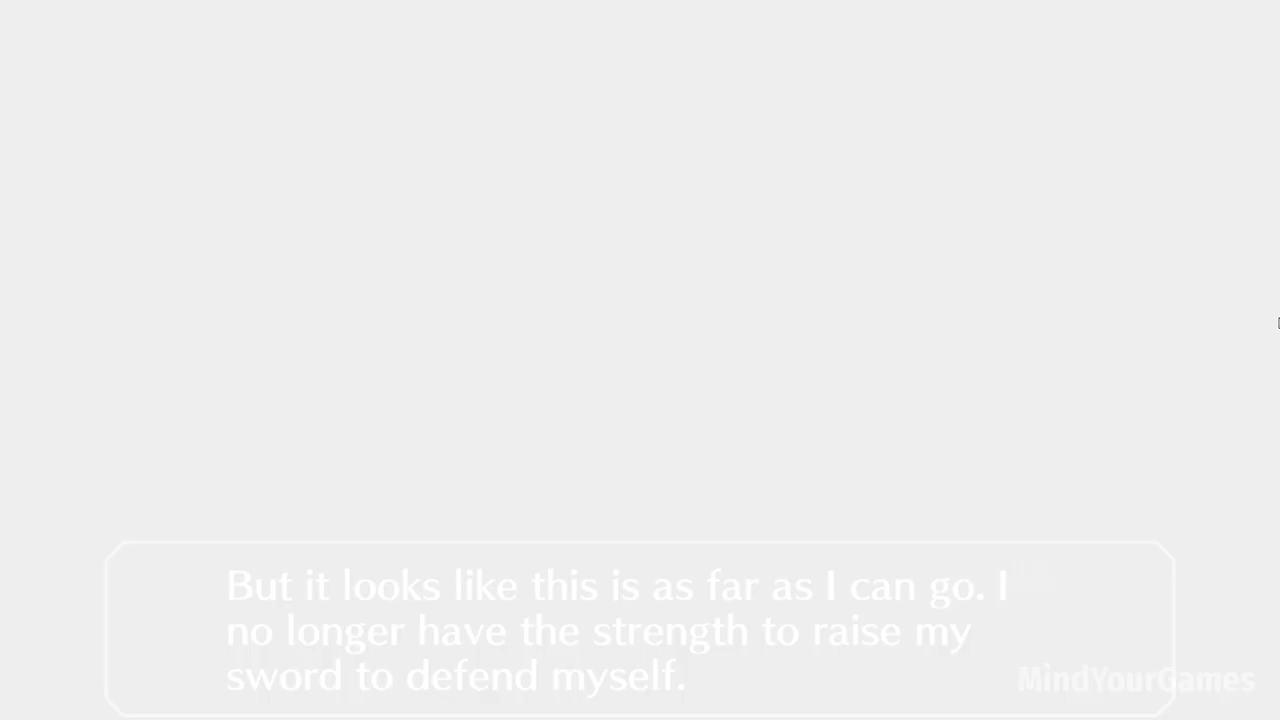 But it looks like this is as far as I can go. I
no longer have the strength to raise my
sword to defend myself.
MindYourGames